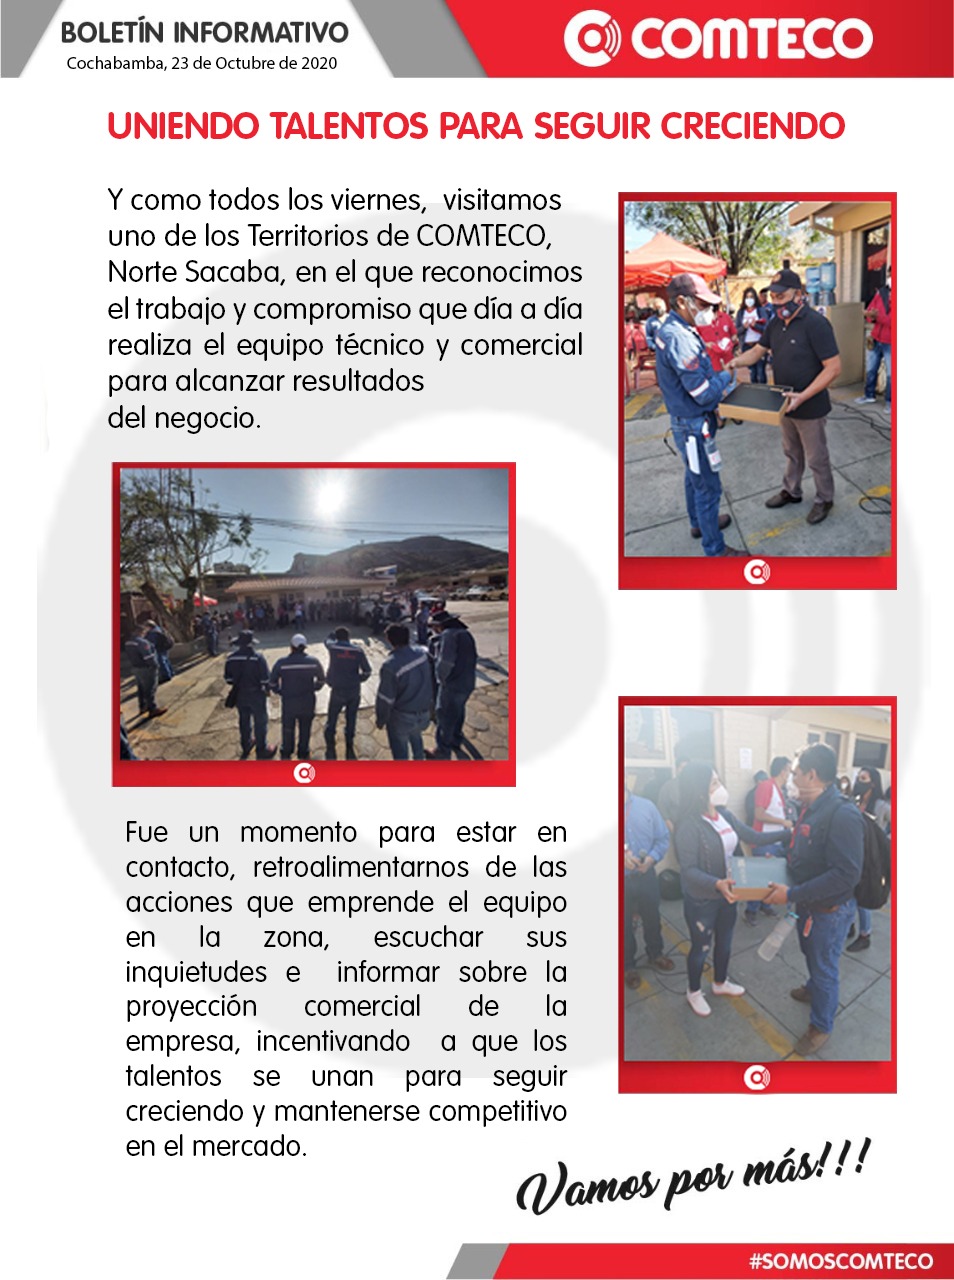 BOLETÍN INFORMATIVO
Cochabamba, 23 de Octubre de 2020
COMTECO
UNIENDO TALENTOS PARA SEGUIR CRECIENDO
Y como todos los viernes, visitamos
uno de los Territorios de COMTECO,
Norte Sacaba, en el que reconocimos
el trabajo y compromiso que día a día
realiza el equipo técnico y comercial
para alcanzar resultados
del negocio.
Fue un momento para estar en
contacto, retroalimentarnos de las
acciones que emprende el equipo
en la zona, escuchar sus
inquietudes e informar sobre la
proyección comercial de la
empresa, incentivando a que los
talentos se unan para seguir
creciendo y mantenerse competitivo
en el mercado.
Vamos por más!!!
#SOMOSCOMTECO